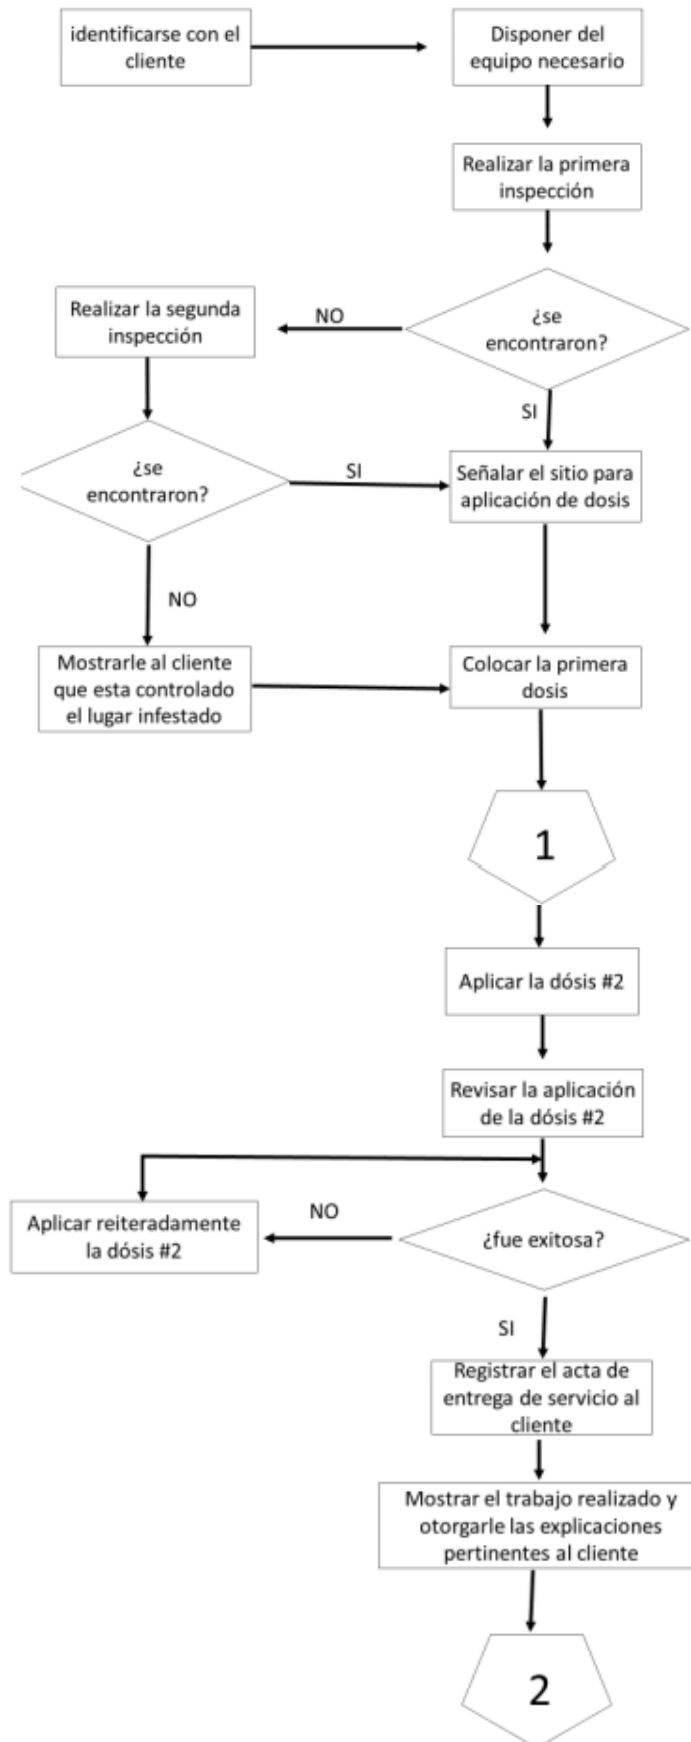 identificarse con el
cliente
Disponer del
equipo necesario
Realizar la primera
inspección
¿se
encontraron?
NO
Realizar la segunda
inspección
SI
¿se
encontraron?
SI
Señalar el sitio para
aplicación de dosis
NO
Mostrarle al cliente
que esta controlado
el lugar infestado
Colocar la primera
dosis
1
Aplicar la dósis #2
Revisar la aplicación
de la dósis #2
Aplicar reiteradamente
la dósis #2
NO
¿fue exitosa?
SI
Registrar el acta de
entrega de servicio al
cliente
Mostrar el trabajo realizado y
otorgarle las explicaciones
pertinentes al cliente
2